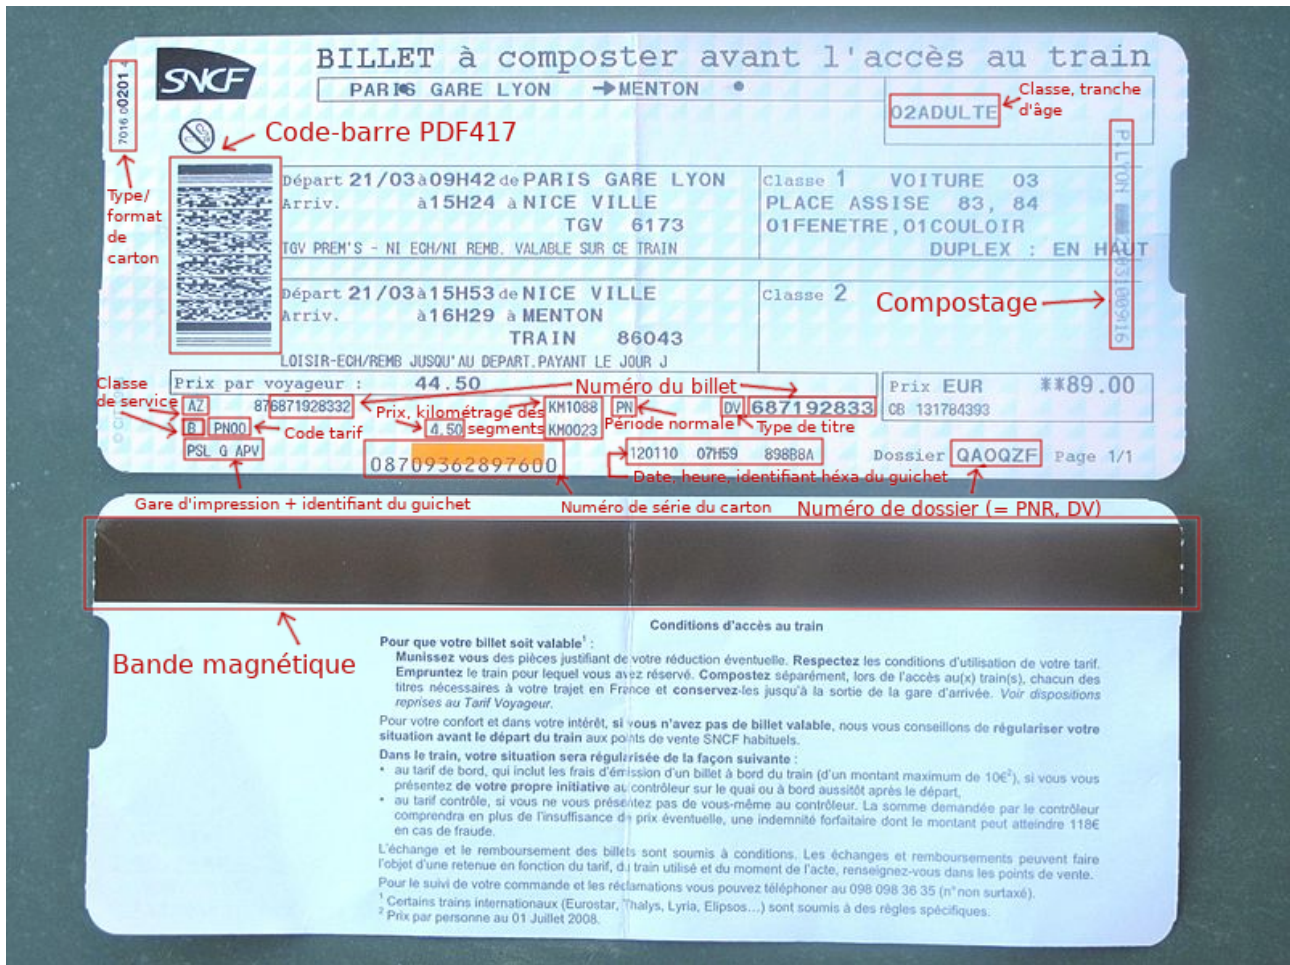 BILLET à composter avant l'accès au train
SNCF
PARIS GARE LYON → MENTON
02ADULTE
Classe, tranche
d'âge
7016 00201
Code-barre PDF417
Type/
format
de
carton
Départ 21/03 à 09H42 de PARIS GARE LYON
Arriv. à 15H24 à NICE VILLE
TGV 6173
TGV PREM'S - NI ECH/NI REMB. VALABLE SUR CE TRAIN
Classe 1 VOITURE 03
PLACE ASSISE 83, 84
01FENETRE,01COULOIR
DUPLEX : EN HAUT
P.LYON
Départ 21/03 à 15H53 de NICE VILLE
Arriv. à 16H29 à MENTON
TRAIN 86043
LOISIR-ECH/REMB JUSQU'AU DEPART.PAYANT LE JOUR J
Classe 2
Compostage
Classe
de service
Prix par voyageur : 44.50
Numéro du billet
Prix EUR **89.00
CB 131784393
AZ 876871928332
Prix, kilométrage des
segments
KM1088 PN DV 687192833
B PN00 Code tarif
4.50 KM0023
Période normale
Type de titre
PSL G APV
08709362897600
120110 07H59 898B8A
Dossier QAOQZF Page 1/1
Date, heure, identifiant héxa du guichet
Gare d'impression + identifiant du guichet
Numéro de série du carton
Numéro de dossier (= PNR, DV)
Bande magnétique
Conditions d'accès au train
Pour que votre billet soit valable¹ :
Munissez vous des pièces justifiant de votre réduction éventuelle. Respectez les conditions d'utilisation de votre tarif.
Empruntez le train pour lequel vous avez réservé. Compostez séparément, lors de l'accès au(x) train(s), chacun des
titres nécessaires à votre trajet en France et conservez-les jusqu'à la sortie de la gare d'arrivée. Voir dispositions
reprises au Tarif Voyageur.
Pour votre confort et dans votre intérêt, si vous n'avez pas de billet valable, nous vous conseillons de régulariser votre
situation avant le départ du train aux points de vente SNCF habituels.
Dans le train, votre situation sera régularisée de la façon suivante :
• au tarif de bord, qui inclut les frais d'émission d'un billet à bord du train (d'un montant maximum de 10€²), si vous vous
présentez de votre propre initiative au contrôleur sur le quai ou à bord aussitôt après le départ,
• au tarif contrôle, si vous ne vous présentez pas de vous-même au contrôleur. La somme demandée par le contrôleur
comprendra en plus de l'insuffisance de prix éventuelle, une indemnité forfaitaire dont le montant peut atteindre 118€
en cas de fraude.
L'échange et le remboursement des billets sont soumis à conditions. Les échanges et remboursements peuvent faire
l'objet d'une retenue en fonction du tarif, du train utilisé et du moment de l'acte, renseignez-vous dans les points de vente.
Pour le suivi de votre commande et les réclamations vous pouvez téléphoner au 098 098 36 35 (n° non surtaxé).
¹ Certains trains internationaux (Eurostar, Thalys, Lyria, Elipsos...) sont soumis à des règles spécifiques.
² Prix par personne au 01 Juillet 2008.